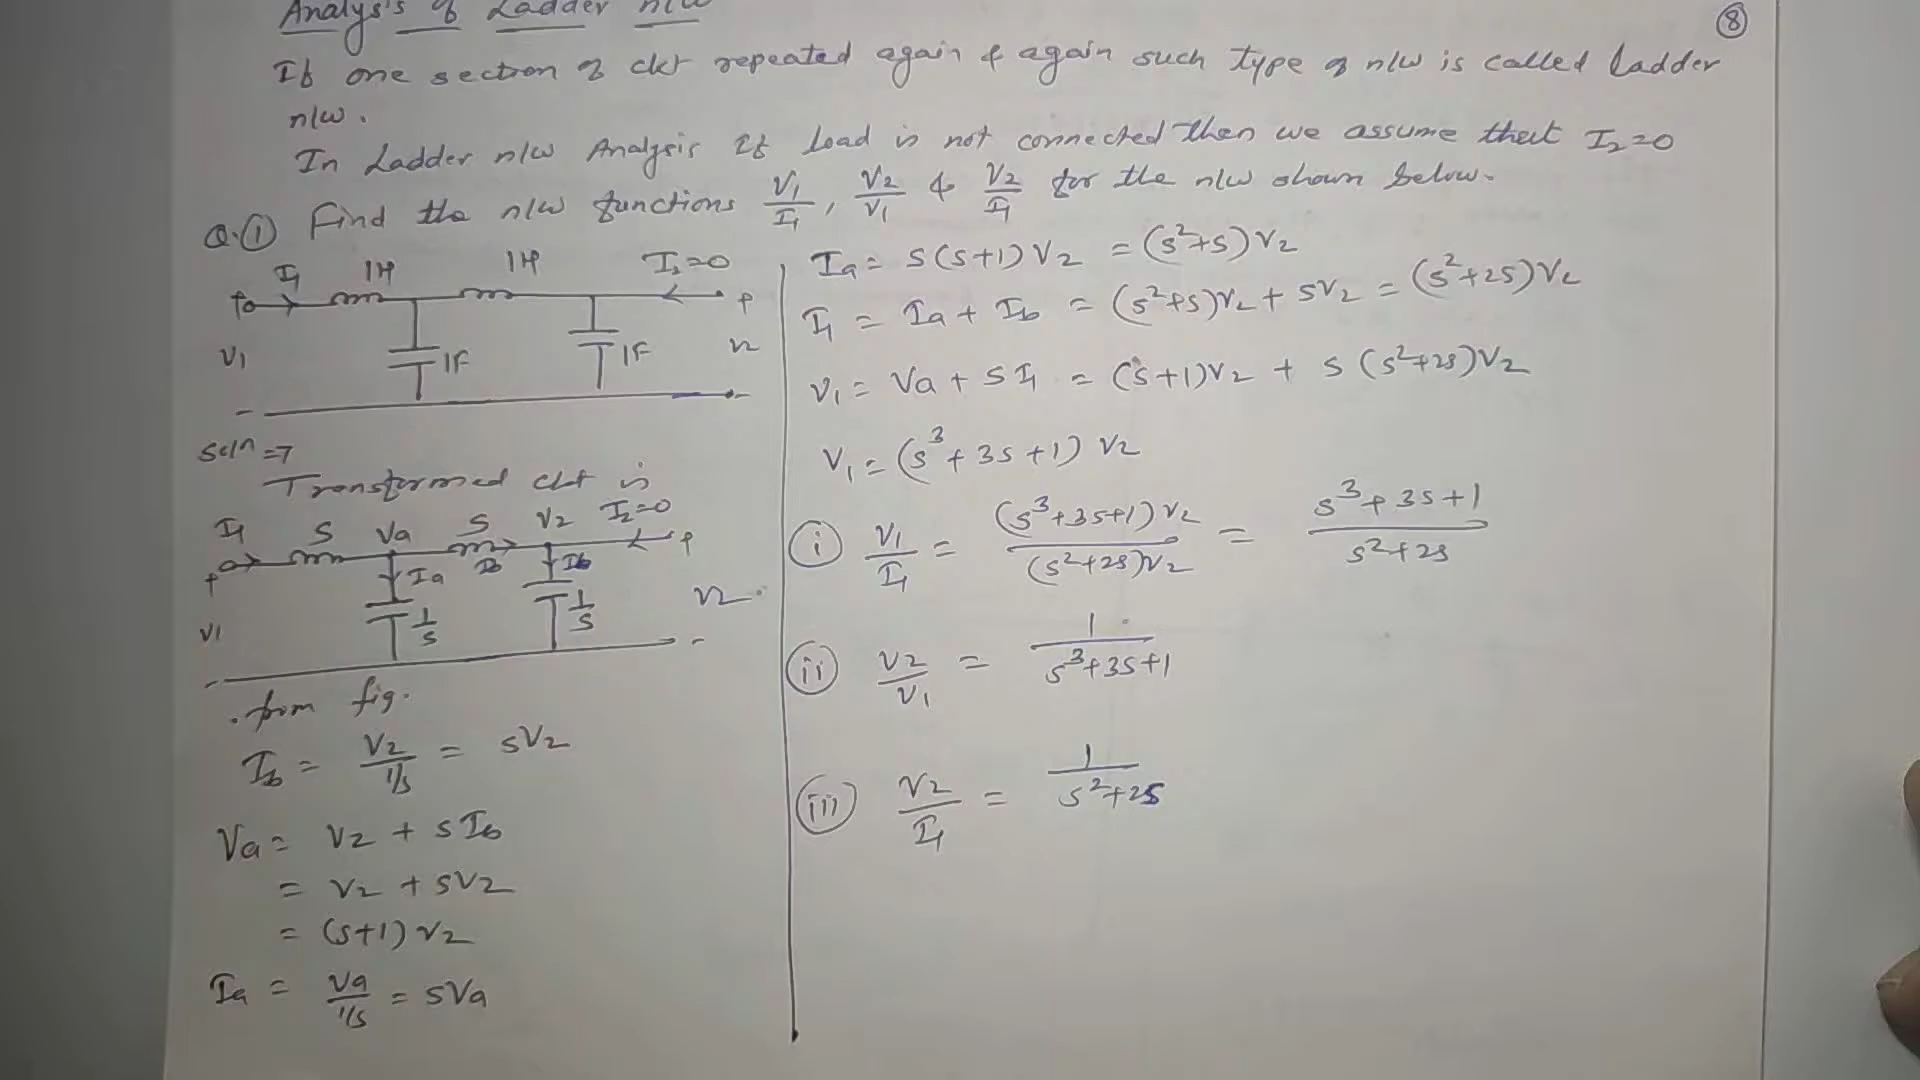 Analysis of Ladder n/w
⑧
If one section of ckt repeated again & again such type of n/w is called ladder
n/w.
In Ladder n/w Analysis If Load is not connected then we assume that I₂=0
Q.① Find the n/w functions V₁/I₁, V₂/V₁ & V₂/I₁ for the n/w shown below.
I₁ 1H 1H I₂=0
+ +
V₁ 1F 1F V₂
- -
Soln ⇒
Transformed ckt is
I₁ S Va S V₂ I₂=0
+ Ia Ib Ib +
V₁ 1/s 1/s V₂
- -
from fig.
Ib = V₂/1/s = sV₂
Va = V₂ + sIb
= V₂ + sV₂
= (s+1)V₂
Ia = Va/1/s = sVa
Ia = s(s+1)V₂ = (s²+s)V₂
I₁ = Ia + Ib = (s²+s)V₂ + sV₂ = (s²+2s)V₂
V₁ = Va + sI₁ = (s+1)V₂ + s(s²+2s)V₂
V₁ = (s³+3s+1)V₂
(i) V₁/I₁ = (s³+3s+1)V₂/(s²+2s)V₂ = s³+3s+1/s²+2s
(ii) V₂/V₁ = 1/s³+3s+1
(iii) V₂/I₁ = 1/s²+2s